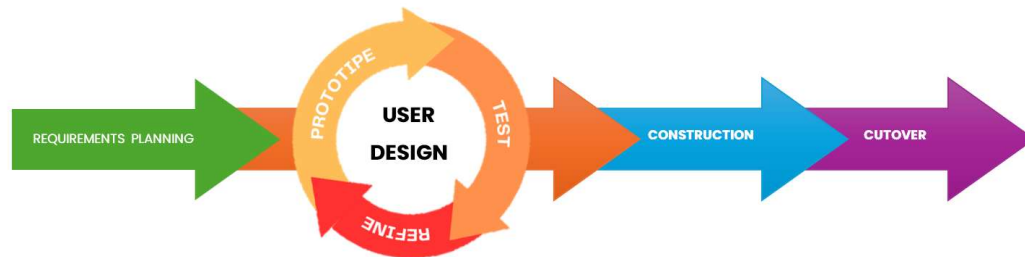 REQUIREMENTS PLANNING
PROTOTIPE
USER
DESIGN
TEST
REFINE
CONSTRUCTION
CUTOVER